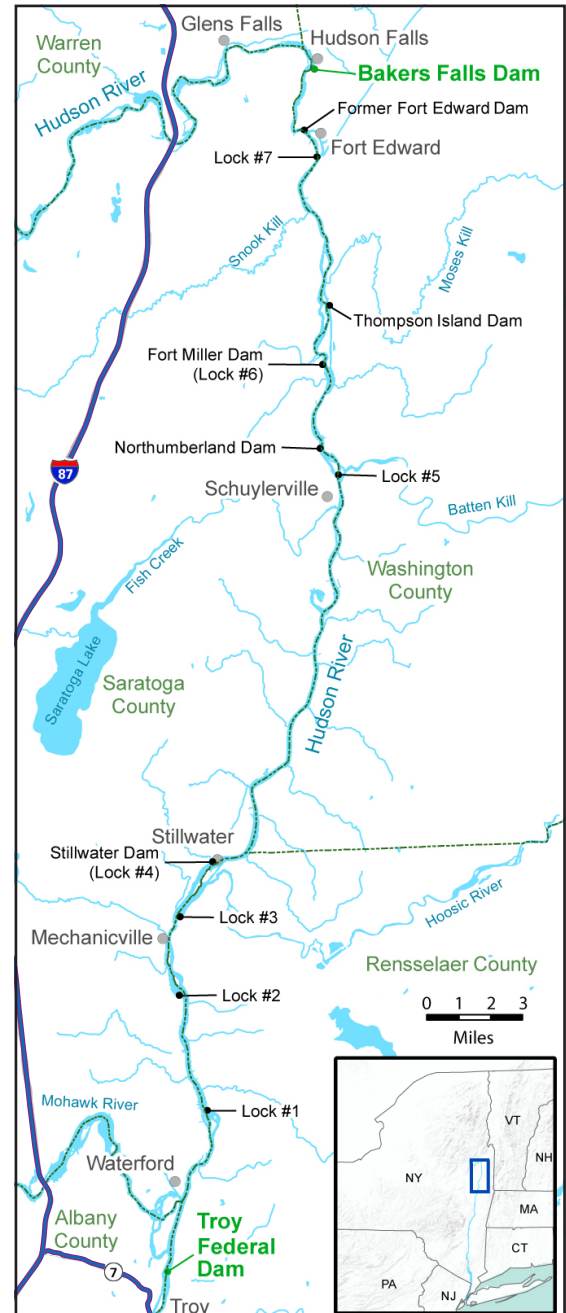 Glens Falls
Hudson Falls
Warren
County
Bakers Falls Dam
Hudson River
Former Fort Edward Dam
Fort Edward
Lock #7
Snook Kill
Moses Kill
Thompson Island Dam
Fort Miller Dam
(Lock #6)
Northumberland Dam
87
Lock #5
Schuylerville
Batten Kill
Fish Creek
Washington
County
Saratoga Lake
Saratoga
County
Hudson River
Stillwater
Stillwater Dam
(Lock #4)
Hoosic River
Lock #3
Mechanicville
Rensselaer County
Lock #2
0 1 2 3
Miles
Mohawk River
Lock #1
Waterford
Albany
County
Troy
Federal
Dam
7
Troy
VT
NH
NY
MA
CT
PA
NJ